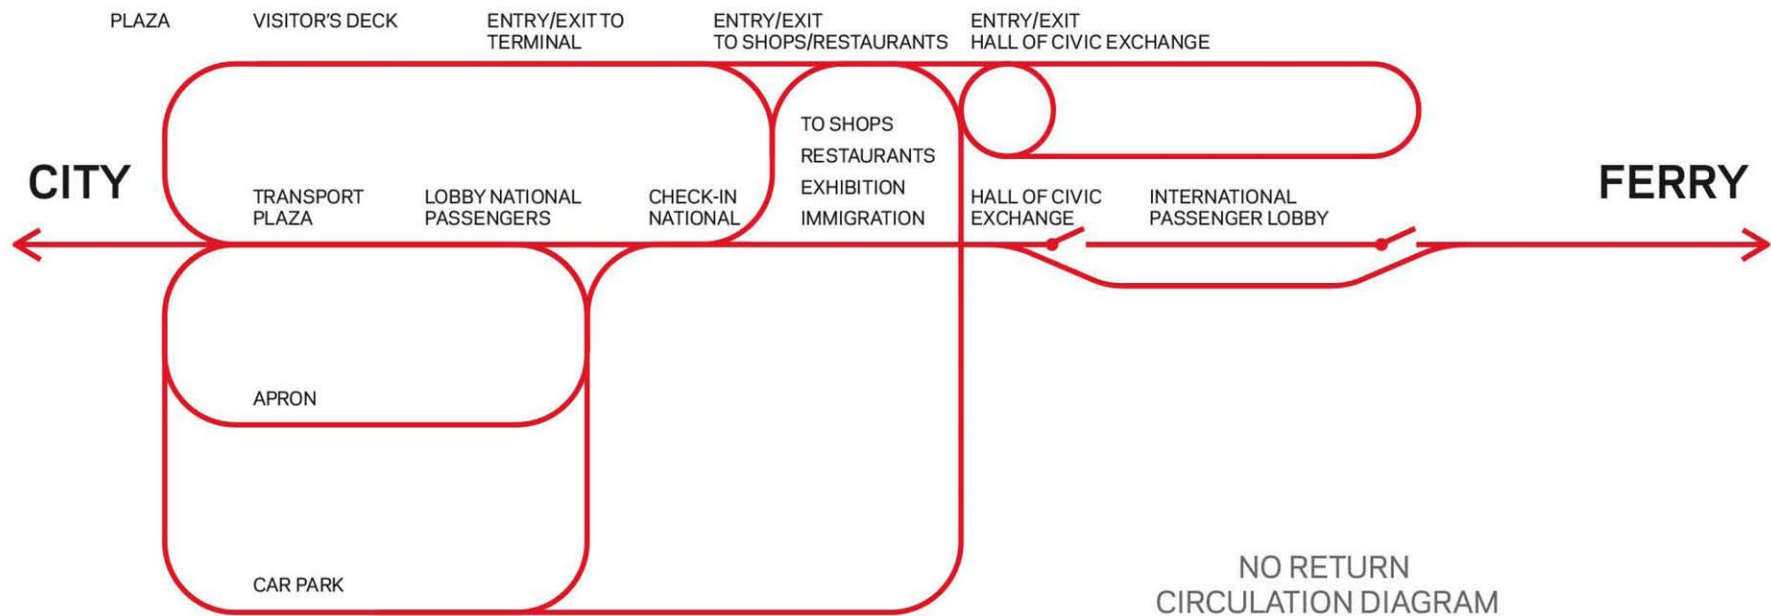 PLAZA
VISITOR'S DECK
ENTRY/EXIT TO
TERMINAL
ENTRY/EXIT
TO SHOPS/RESTAURANTS
ENTRY/EXIT
HALL OF CIVIC EXCHANGE
TO SHOPS
RESTAURANTS
EXHIBITION
IMMIGRATION
CITY
FERRY
TRANSPORT
PLAZA
LOBBY NATIONAL
PASSENGERS
CHECK-IN
NATIONAL
HALL OF CIVIC
EXCHANGE
INTERNATIONAL
PASSENGER LOBBY
APRON
CAR PARK
NO RETURN
CIRCULATION DIAGRAM